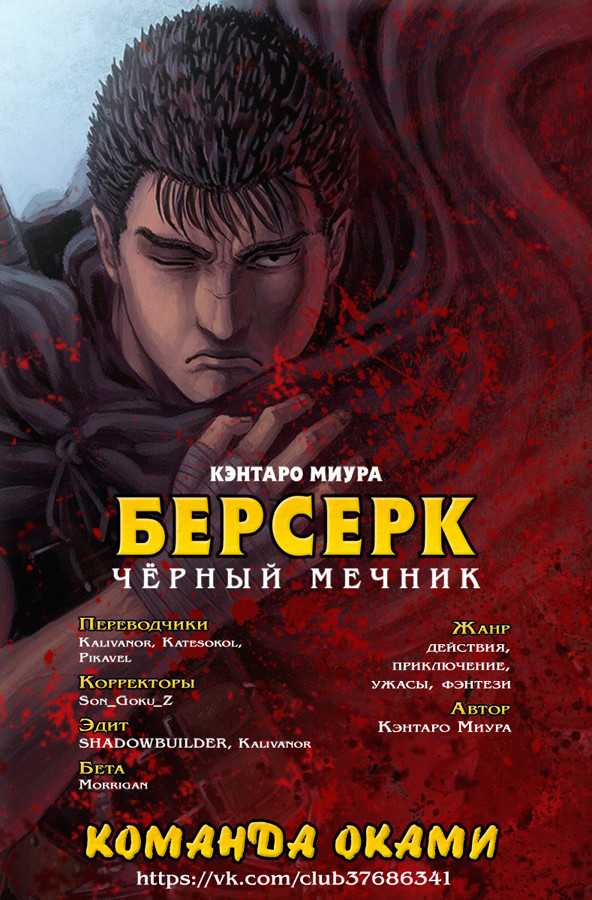 КЭНТАРО МИУРА
БЕРСЕРК
ЧЁРНЫЙ МЕЧНИК
Переводчики
Kalivanor, Katesokol,
Pikavel
Корректоры
Son_Goku_Z
Эдит
SHADOWBUILDER, Kalivanor
Бета
Morrigan
Жанр
действия,
приключение,
ужасы, фэнтези
Автор
Кэнтаро Миура
КОМАНДА ОКАМИ
https://vk.com/club37686341